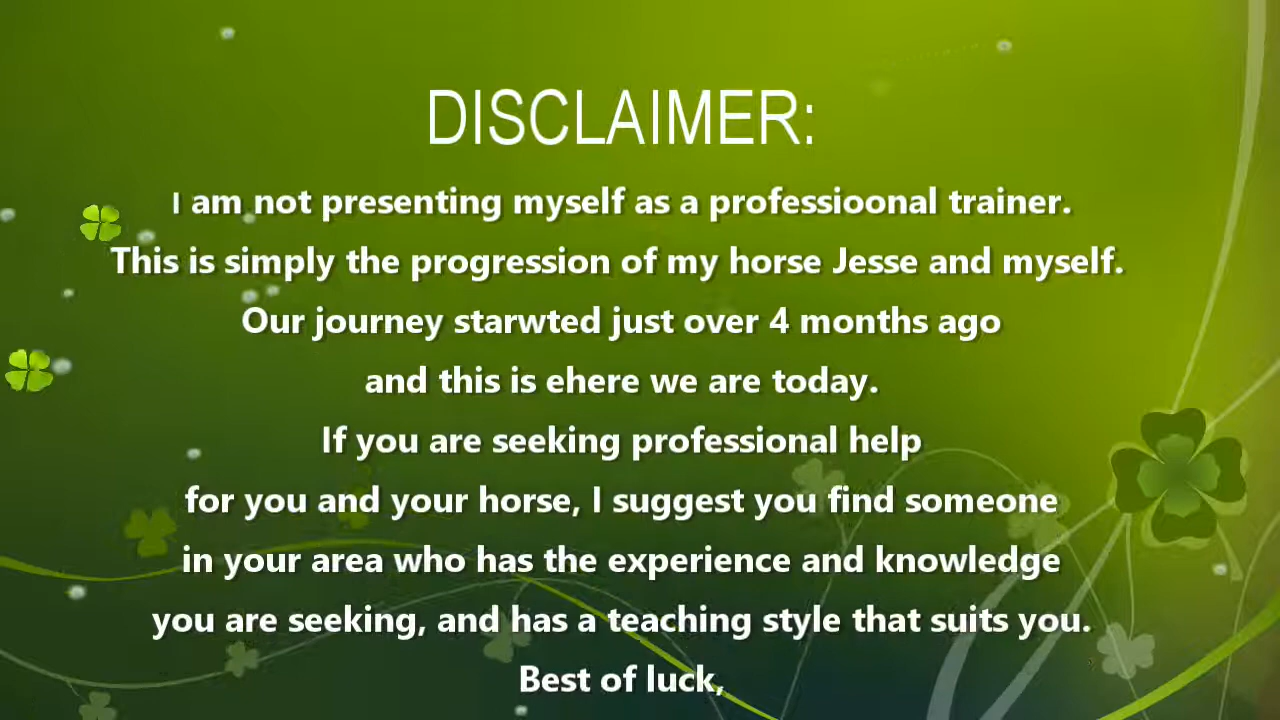 DISCLAIMER:
I am not presenting myself as a professioonal trainer.
This is simply the progression of my horse Jesse and myself.
Our journey starwted just over 4 months ago
and this is ehere we are today.
If you are seeking professional help
for you and your horse, I suggest you find someone
in your area who has the experience and knowledge
you are seeking, and has a teaching style that suits you.
Best of luck,